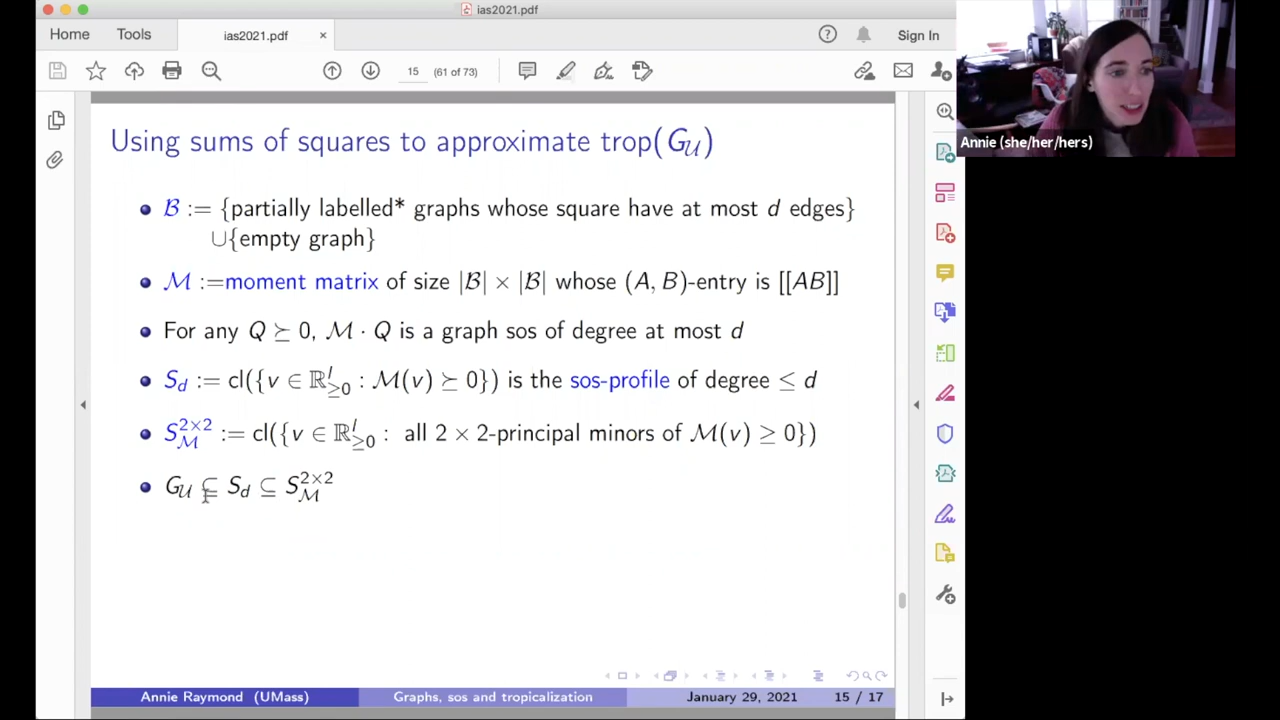 ias2021.pdf
Home Tools ias2021.pdf × Sign In
15 (61 of 73)
Annie (she/her/hers)
Using sums of squares to approximate trop(G_𝒰)
ℬ := {partially labelled* graphs whose square have at most d edges}
∪{empty graph}
ℳ :=moment matrix of size |ℬ| × |ℬ| whose (A, B)-entry is [[AB]]
For any Q ⪰ 0, ℳ · Q is a graph sos of degree at most d
S_d := cl({v ∈ ℝ^l_≥0 : ℳ(v) ⪰ 0}) is the sos-profile of degree ≤ d
S^2×2_ℳ := cl({v ∈ ℝ^l_≥0 : all 2 × 2-principal minors of ℳ(v) ≥ 0})
G_𝒰 ⊆ S_d ⊆ S^2×2_ℳ
Annie Raymond (UMass) Graphs, sos and tropicalization January 29, 2021 15 / 17